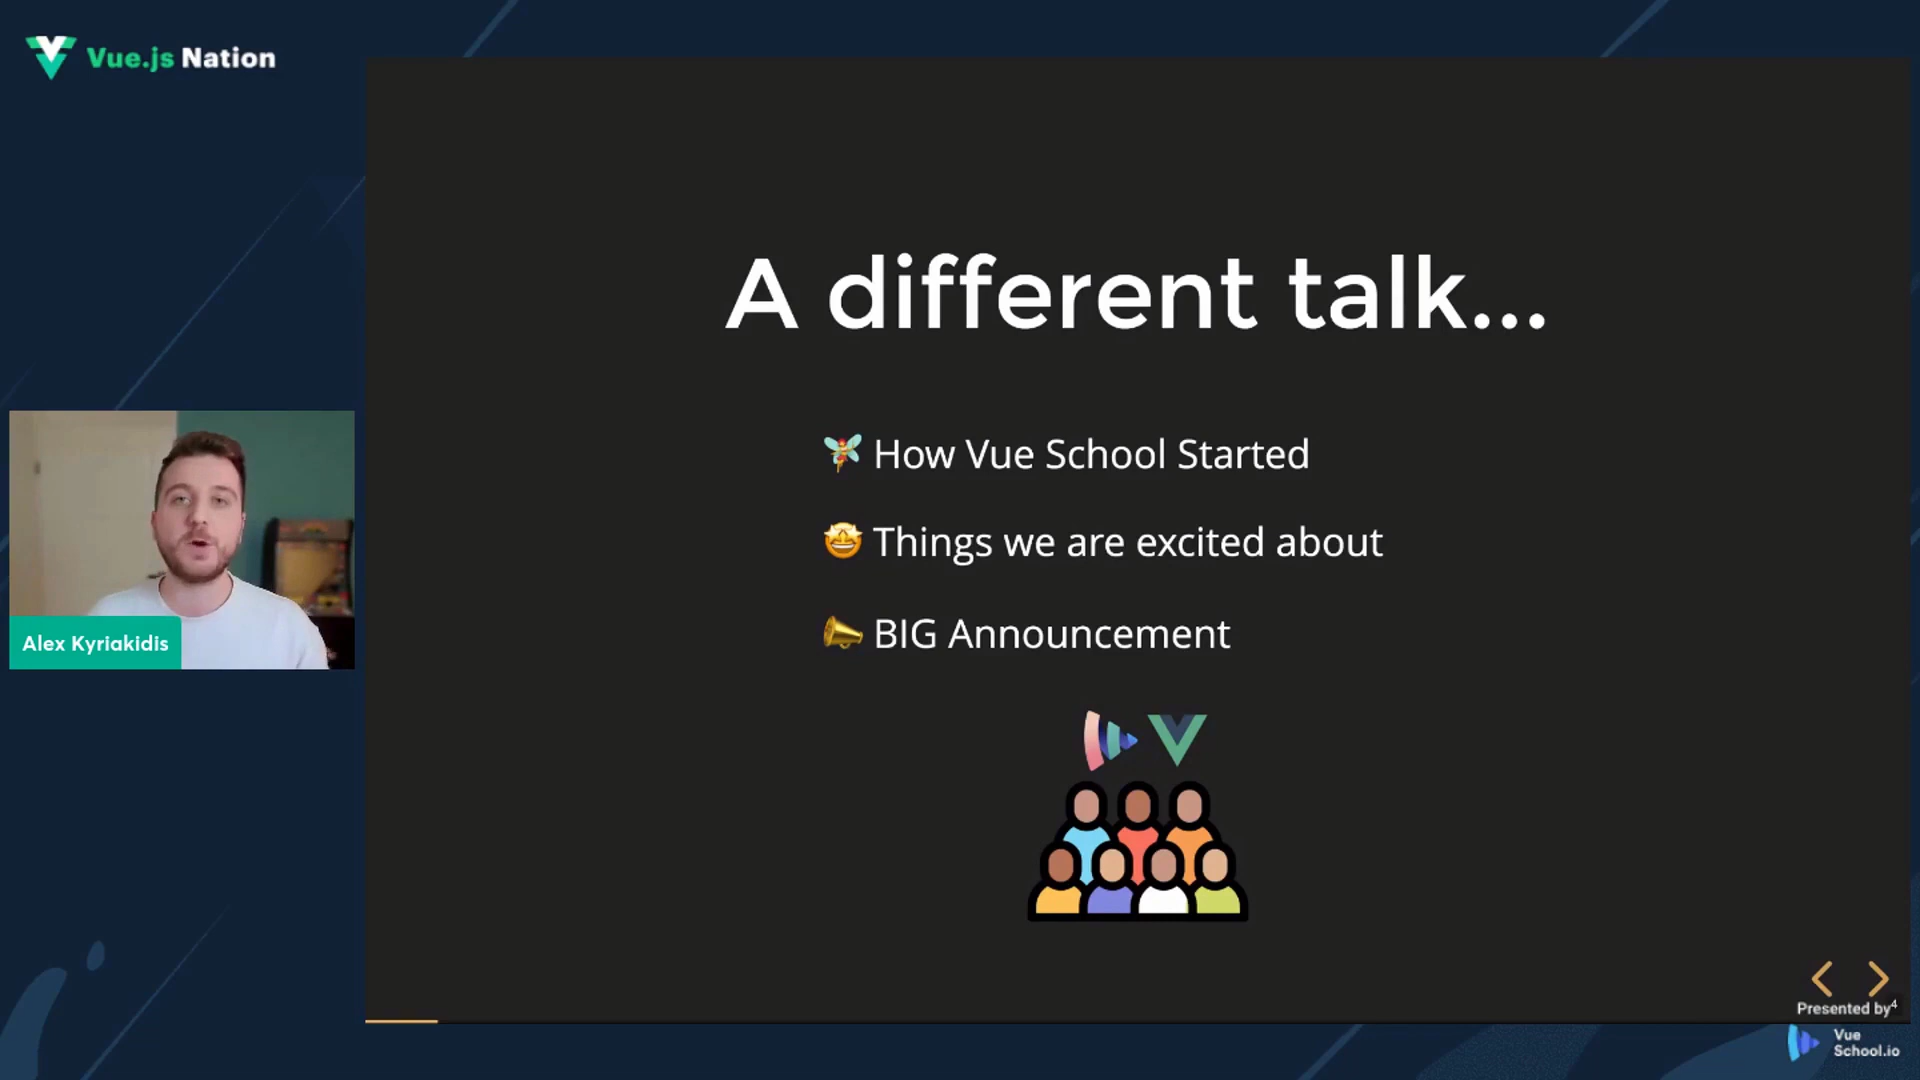 Vue.js Nation
A different talk...
How Vue School Started
Things we are excited about
BIG Announcement
Alex Kyriakidis
4
Presented by
Vue
School.io